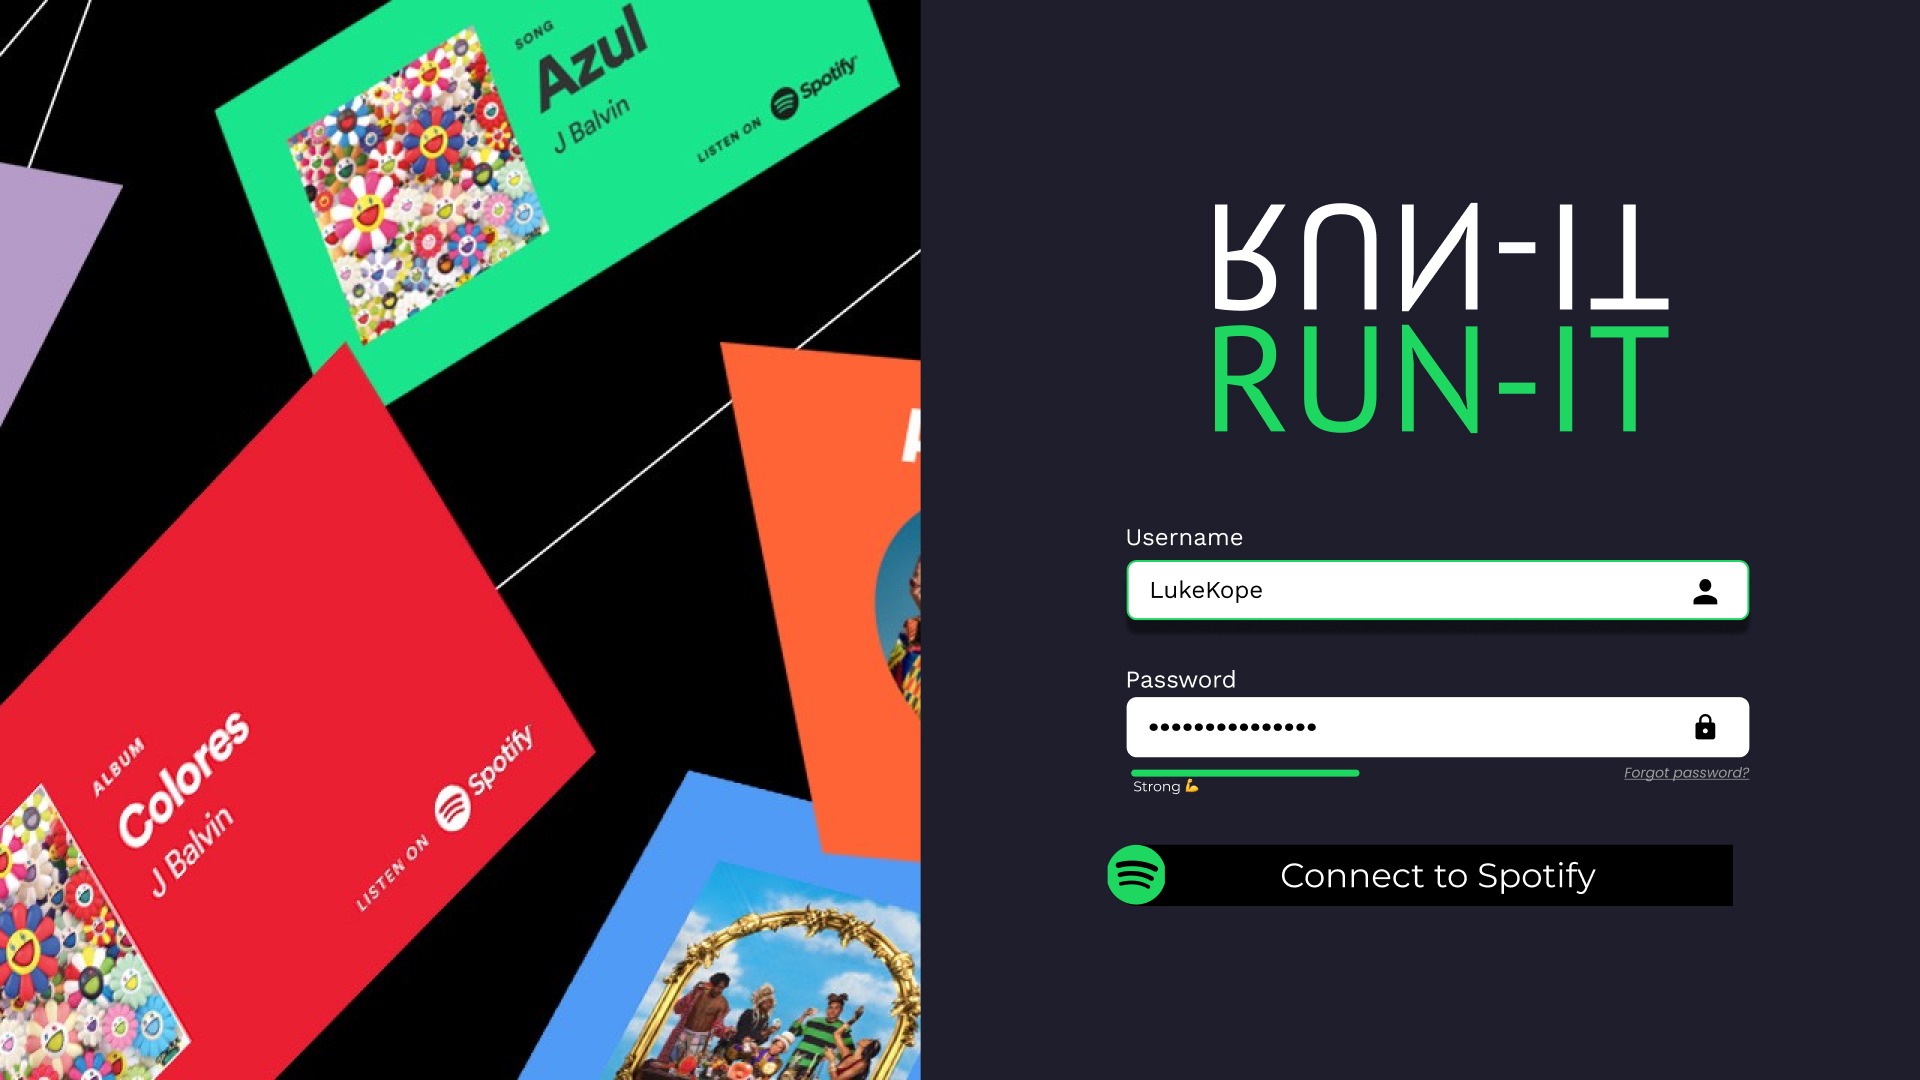 SONG
Azul
J Balvin
LISTEN ON Spotify
ALBUM
Colores
J Balvin
LISTEN ON Spotify
RUN-IT
RUN-IT
Username
LukeKope
Password
•••••••••••••••
Strong 💪
Forgot password?
Connect to Spotify